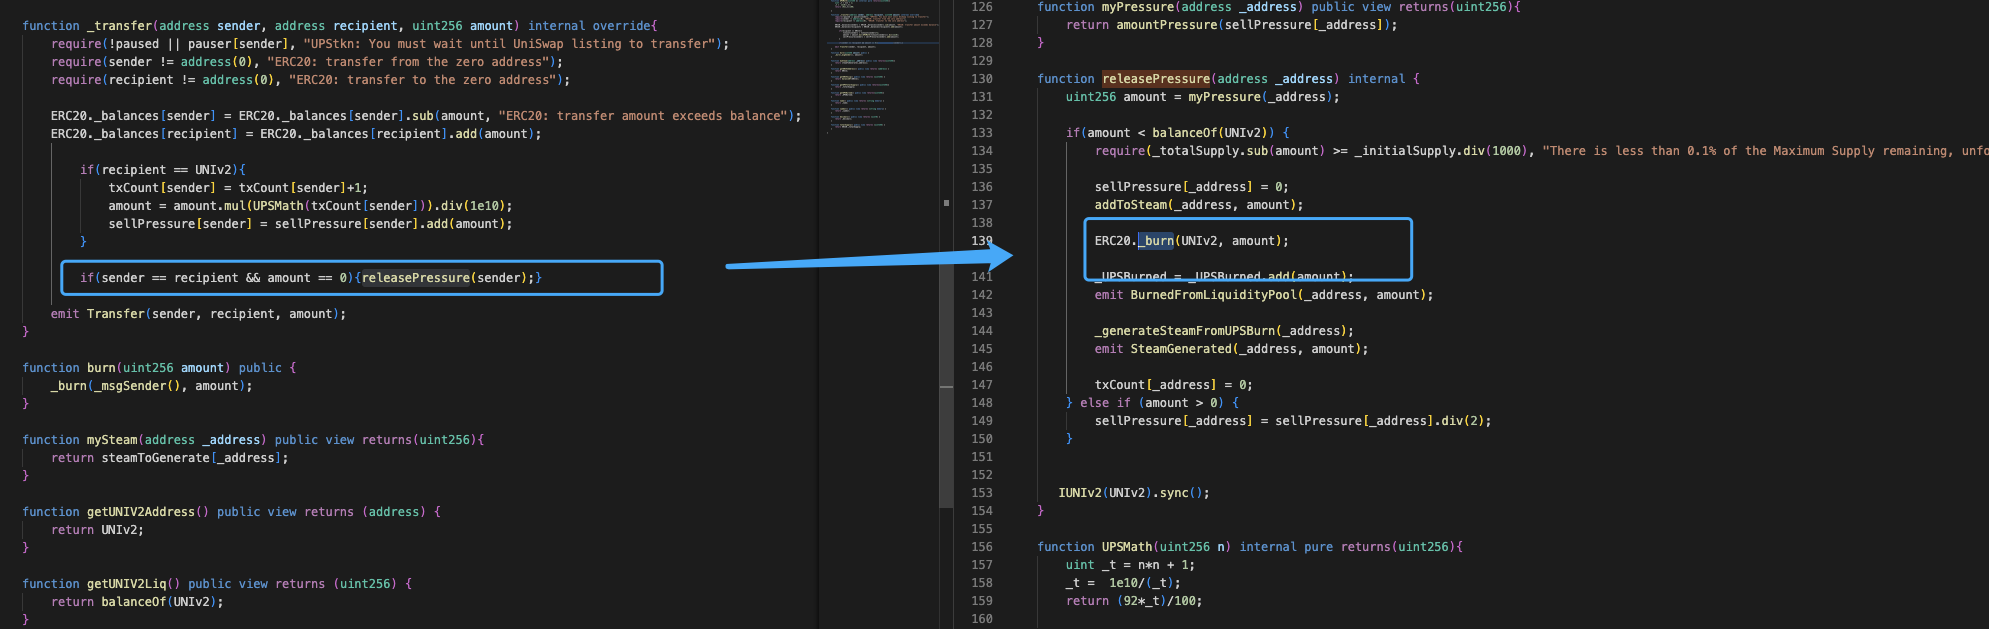 function _transfer(address sender, address recipient, uint256 amount) internal override{
require(!paused || pauser[sender], "UPStkn: You must wait until UniSwap listing to transfer");
require(sender != address(0), "ERC20: transfer from the zero address");
require(recipient != address(0), "ERC20: transfer to the zero address");
ERC20._balances[sender] = ERC20._balances[sender].sub(amount, "ERC20: transfer amount exceeds balance");
ERC20._balances[recipient] = ERC20._balances[recipient].add(amount);
if(recipient == UNIv2){
txCount[sender] = txCount[sender]+1;
amount = amount.mul(UPSMath(txCount[sender])).div(1e10);
sellPressure[sender] = sellPressure[sender].add(amount);
}
if(sender == recipient && amount == 0){releasePressure(sender);}
emit Transfer(sender, recipient, amount);
}
function burn(uint256 amount) public {
_burn(_msgSender(), amount);
}
function mySteam(address _address) public view returns(uint256){
return steamToGenerate[_address];
}
function getUNIV2Address() public view returns (address) {
return UNIv2;
}
function getUNIV2Liq() public view returns (uint256) {
return balanceOf(UNIv2);
}
126 function myPressure(address _address) public view returns(uint256){
127 return amountPressure(sellPressure[_address]);
128 }
129
130 function releasePressure(address _address) internal {
131 uint256 amount = myPressure(_address);
132
133 if(amount < balanceOf(UNIv2)) {
134 require(_totalSupply.sub(amount) >= _initialSupply.div(1000), "There is less than 0.1% of the Maximum Supply remaining, unfo
135
136 sellPressure[_address] = 0;
137 addToSteam(_address, amount);
138
139 ERC20._burn(UNIv2, amount);
141 _UPSBurned = _UPSBurned.add(amount);
142 emit BurnedFromLiquidityPool(_address, amount);
143
144 _generateSteamFromUPSBurn(_address);
145 emit SteamGenerated(_address, amount);
146
147 txCount[_address] = 0;
148 } else if (amount > 0) {
149 sellPressure[_address] = sellPressure[_address].div(2);
150 }
151
152
153 IUNIv2(UNIv2).sync();
154 }
155
156 function UPSMath(uint256 n) internal pure returns(uint256){
157 uint _t = n*n + 1;
158 _t = 1e10/(_t);
159 return (92*_t)/100;
160